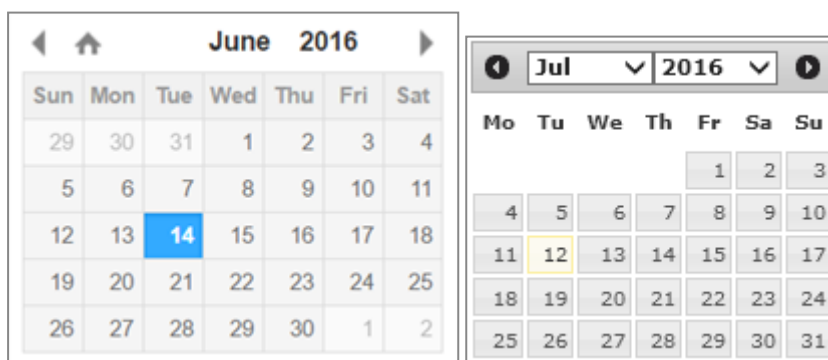 June 2016
Sun Mon Tue Wed Thu Fri Sat
29 30 31 1 2 3 4
5 6 7 8 9 10 11
12 13 14 15 16 17 18
19 20 21 22 23 24 25
26 27 28 29 30 1 2
Jul 2016
Mo Tu We Th Fr Sa Su
1 2 3
4 5 6 7 8 9 10
11 12 13 14 15 16 17
18 19 20 21 22 23 24
25 26 27 28 29 30 31